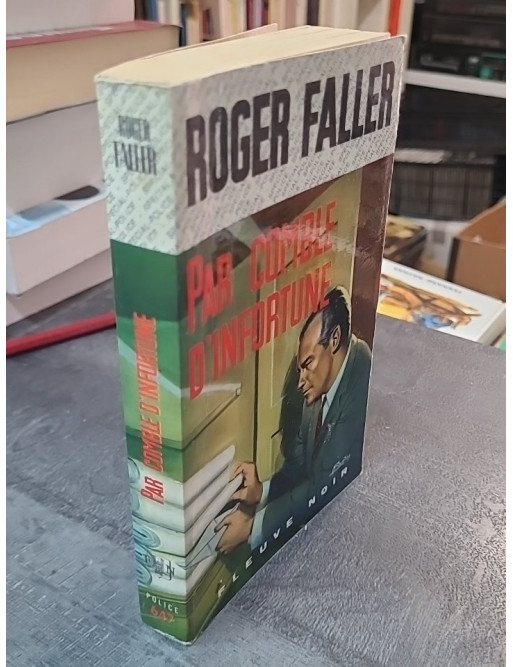 ROGER FALLER
PAR COMBLE
D'INFORTUNE
FLEUVE NOIR
ROGER
FALLER
PAR COMBLE D'INFORTUNE
POLICE